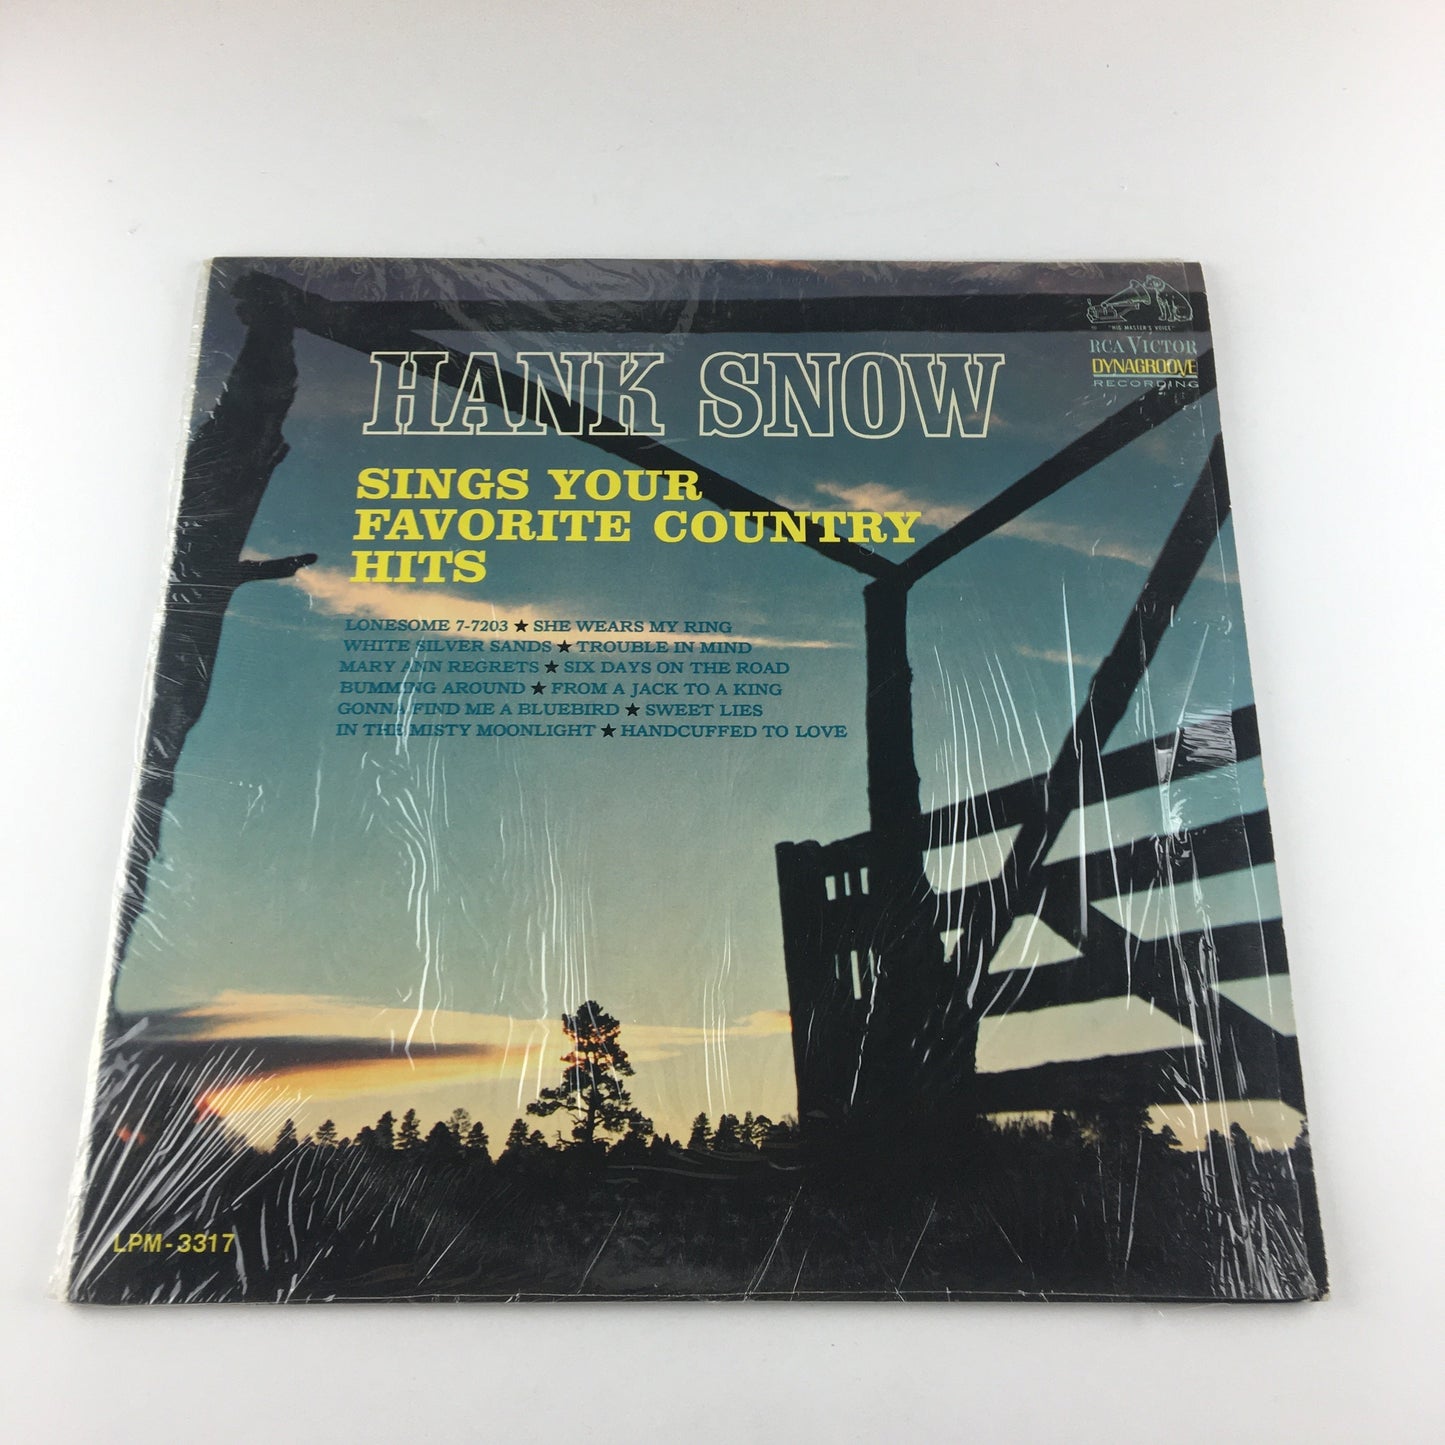 "HIS MASTER'S VOICE"
RCA VICTOR
DYNAGROOVE
RECORDING
HANK SNOW
SINGS YOUR
FAVORITE COUNTRY
HITS
LONESOME 7-7203 ★ SHE WEARS MY RING
WHITE SILVER SANDS ★ TROUBLE IN MIND
MARY ANN REGRETS ★ SIX DAYS ON THE ROAD
BUMMING AROUND ★ FROM A JACK TO A KING
GONNA FIND ME A BLUEBIRD ★ SWEET LIES
IN THE MISTY MOONLIGHT ★ HANDCUFFED TO LOVE
LPM-3317